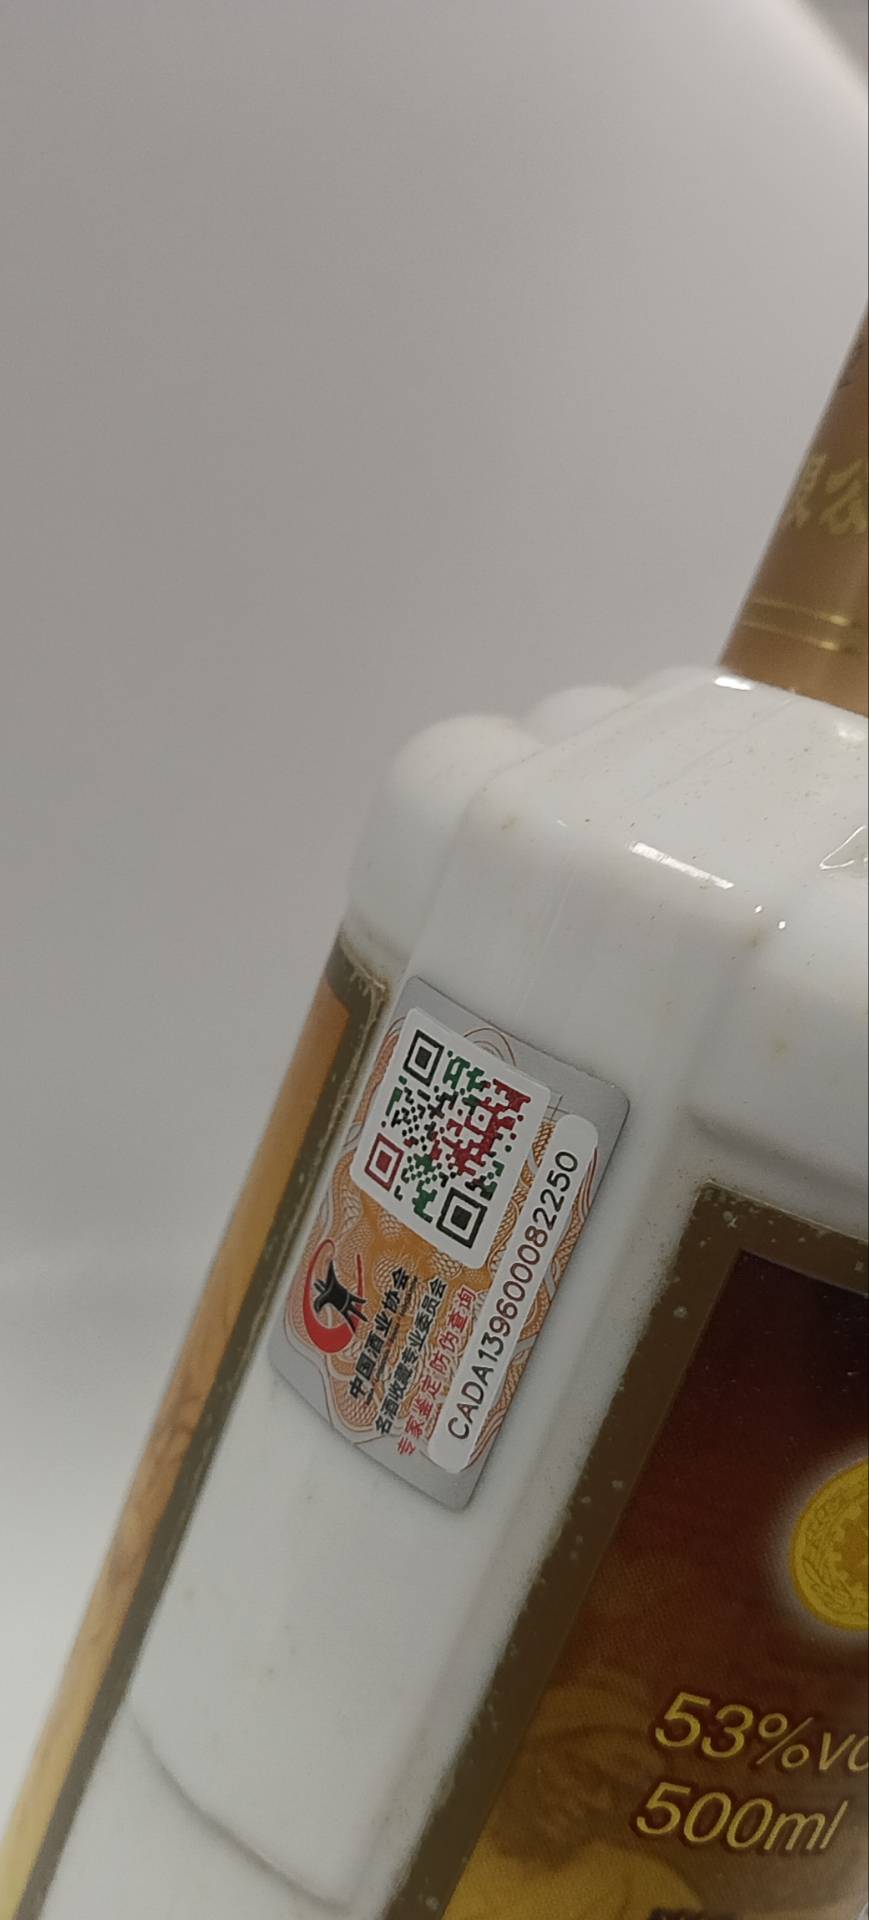 中国酒业协会
名酒收藏专业委员会
专家鉴定防伪查询
CADA139600082250
53%vo
500ml